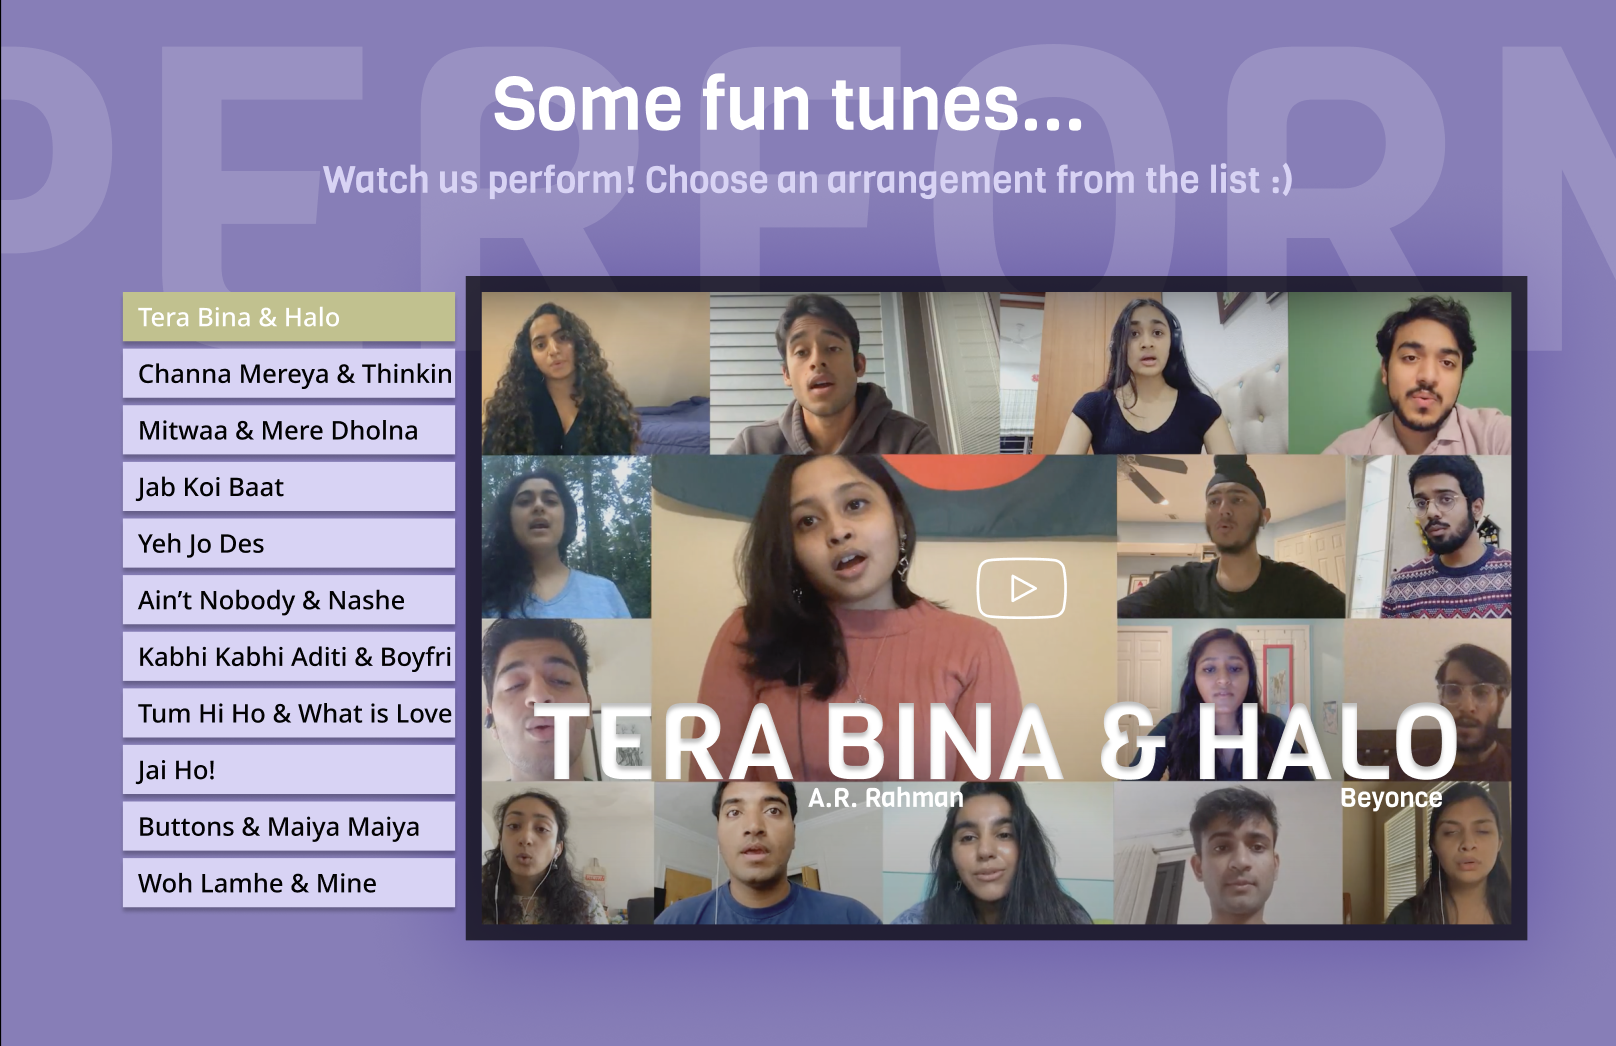 PERFORM
Some fun tunes...
Watch us perform! Choose an arrangement from the list :)
Tera Bina & Halo
Channa Mereya & Thinkin
Mitwaa & Mere Dholna
Jab Koi Baat
Yeh Jo Des
Ain’t Nobody & Nashe
Kabhi Kabhi Aditi & Boyfri
Tum Hi Ho & What is Love
Jai Ho!
Buttons & Maiya Maiya
Woh Lamhe & Mine
TERA BINA & HALO
A.R. Rahman
Beyonce